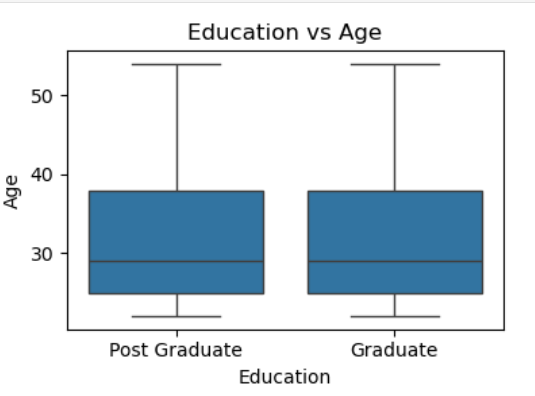 Education vs Age
50
40
30
Age
Post Graduate Graduate
Education